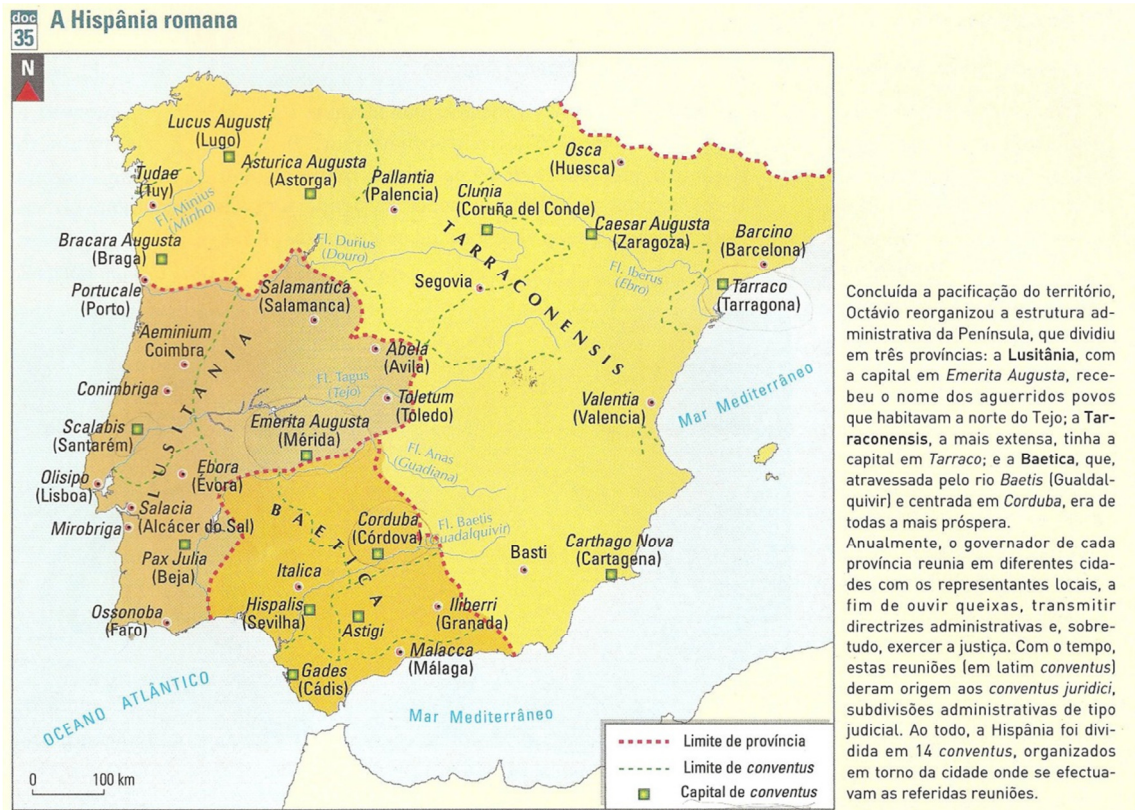 doc
35
A Hispânia romana
N
Lucus Augusti
(Lugo)
Asturica Augusta
(Astorga)
Tudae
(Tuy)
Fl. Minius
(Minho)
Pallantia
(Palencia)
Clunia
(Coruña del Conde)
Osca
(Huesca)
Caesar Augusta
(Zaragoza)
Barcino
(Barcelona)
Bracara Augusta
(Braga)
Fl. Durius
(Douro)
TARRACONENSIS
Fl. Iberus
(Ebro)
Tarraco
(Tarragona)
Portucale
(Porto)
Salamantica
(Salamanca)
Segovia
Aeminium
Coimbra
LUSITANIA
Abela
(Avila)
Conimbriga
Fl. Tagus
(Tejo)
Toletum
(Toledo)
Valentia
(Valencia)
Mar Mediterrâneo
Scalabis
(Santarém)
Emerita Augusta
(Mérida)
Fl. Anas
(Guadiana)
Olisipo
(Lisboa)
Ebora
(Évora)
Salacia
(Alcácer do Sal)
Mirobriga
BAETICA
Corduba
(Córdova)
Fl. Baetis
(Guadalquivir)
Pax Julia
(Beja)
Italica
Basti
Carthago Nova
(Cartagena)
Ossonoba
(Faro)
Hispalis
(Sevilha)
Astigi
Iliberri
(Granada)
Gades
(Cádis)
Malacca
(Málaga)
OCEANO ATLÂNTICO
Mar Mediterrâneo
0 100 km
Limite de província
Limite de conventus
Capital de conventus
Concluída a pacificação do território,
Octávio reorganizou a estrutura ad-
ministrativa da Península, que dividiu
em três províncias: a Lusitânia, com
a capital em Emerita Augusta, rece-
beu o nome dos aguerridos povos
que habitavam a norte do Tejo; a Tar-
raconensis, a mais extensa, tinha a
capital em Tarraco; e a Baetica, que,
atravessada pelo rio Baetis (Gualdal-
quivir) e centrada em Corduba, era de
todas a mais próspera.
Anualmente, o governador de cada
província reunia em diferentes cida-
des com os representantes locais, a
fim de ouvir queixas, transmitir
directrizes administrativas e, sobre-
tudo, exercer a justiça. Com o tempo,
estas reuniões (em latim conventus)
deram origem aos conventus juridici,
subdivisões administrativas de tipo
judicial. Ao todo, a Hispânia foi divi-
dida em 14 conventus, organizados
em torno da cidade onde se efectua-
vam as referidas reuniões.